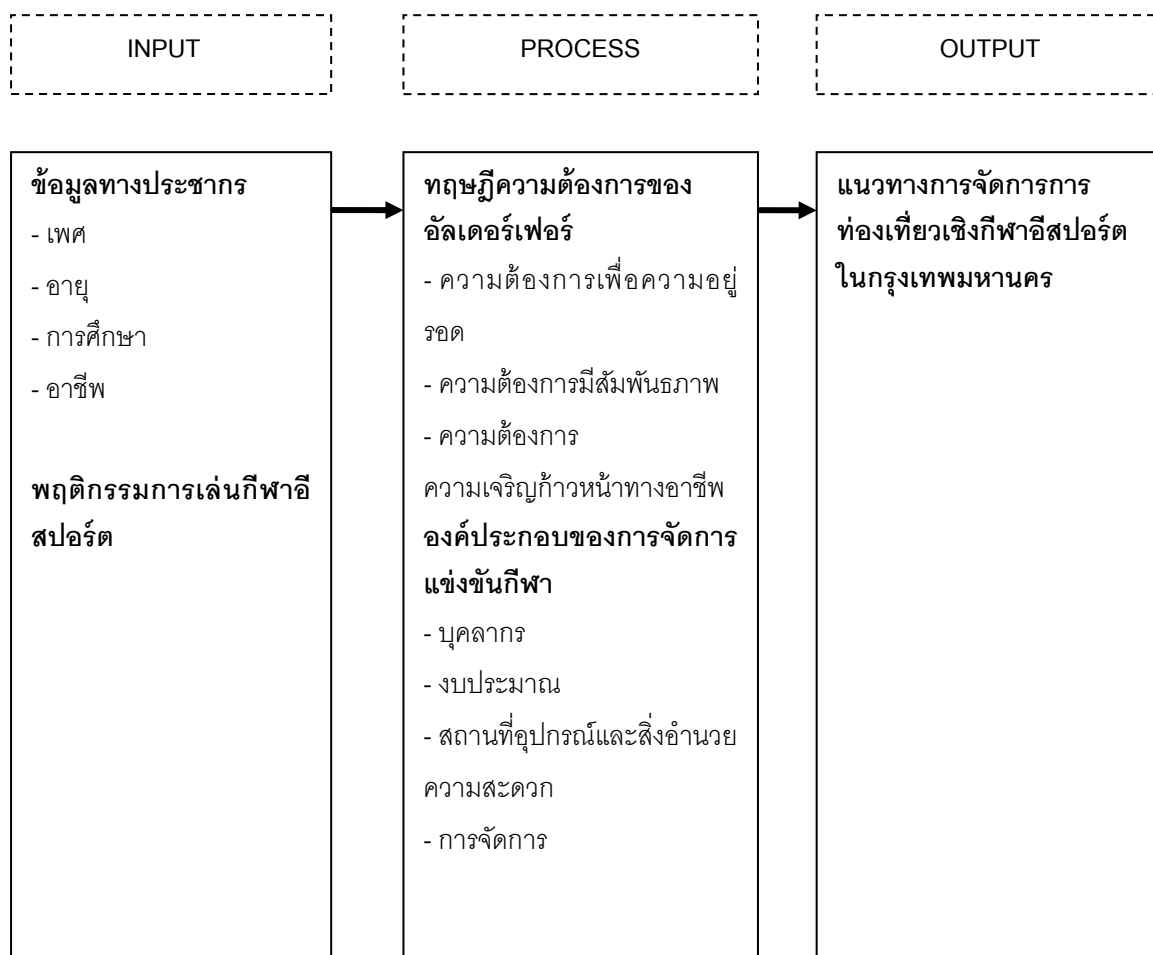 INPUT
PROCESS
OUTPUT
ข้อมูลทางประชากร
- เพศ
- อายุ
- การศึกษา
- อาชีพ
พฤติกรรมการเล่นกีฬาอี
สปอร์ต
ทฤษฎีความต้องการของ
อัลเดอร์เฟอร์
- ความต้องการเพื่อความอยู่
รอด
- ความต้องการมีสัมพันธภาพ
- ความต้องการ
ความเจริญก้าวหน้าทางอาชีพ
องค์ประกอบของการจัดการ
แข่งขันกีฬา
- บุคลากร
- งบประมาณ
- สถานที่อุปกรณ์และสิ่งอำนวย
ความสะดวก
- การจัดการ
แนวทางการจัดการการ
ท่องเที่ยวเชิงกีฬาอีสปอร์ต
ในกรุงเทพมหานคร